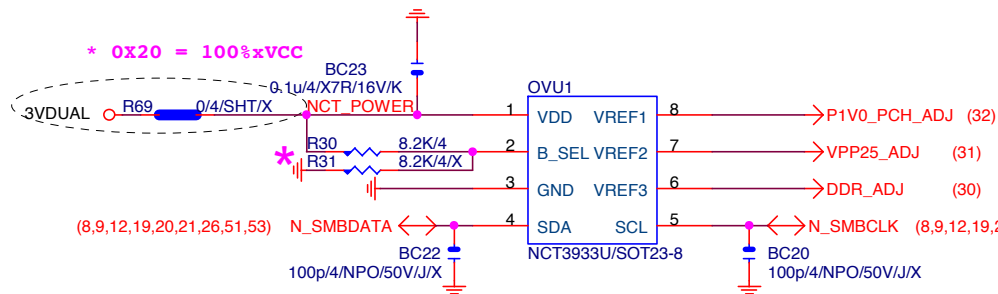 * 0X20 = 100%xVCC
BC23
0.1u/4/X7R/16V/K
OVU1
3VDUAL R69 0/4/SHT/X NCT_POWER
1 VDD VREF1 8 P1V0_PCH_ADJ (32)
* R30 8.2K/4 2 B_SEL VREF2 7 VPP25_ADJ (31)
R31 8.2K/4/X
3 GND VREF3 6 DDR_ADJ (30)
(8,9,12,19,20,21,26,51,53) N_SMBDATA 4 SDA SCL 5 N_SMBCLK (8,9,12,19,2
BC22 NCT3933U/SOT23-8 BC20
100p/4/NPO/50V/J/X 100p/4/NPO/50V/J/X